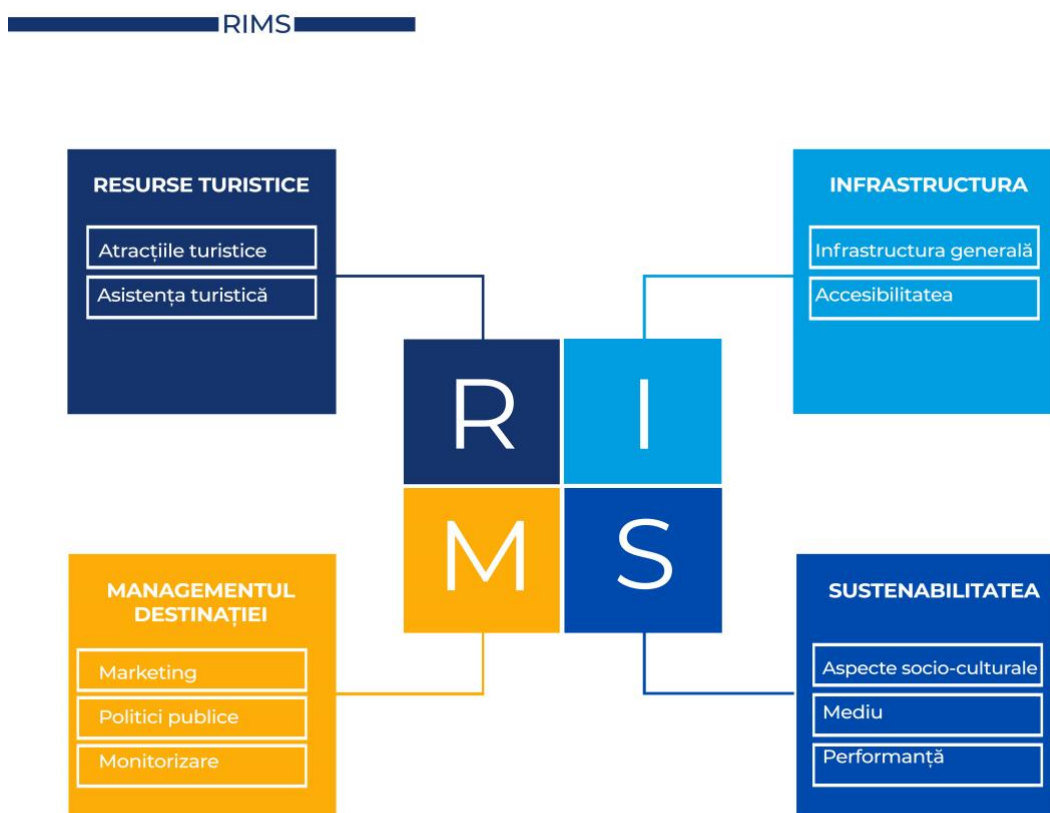 RIMS
RESURSE TURISTICE
Atracțiile turistice
Asistența turistică
INFRASTRUCTURA
Infrastructura generală
Accesibilitatea
R
I
M
S
MANAGEMENTUL
DESTINAȚIEI
Marketing
Politici publice
Monitorizare
SUSTENABILITATEA
Aspecte socio-culturale
Mediu
Performanță